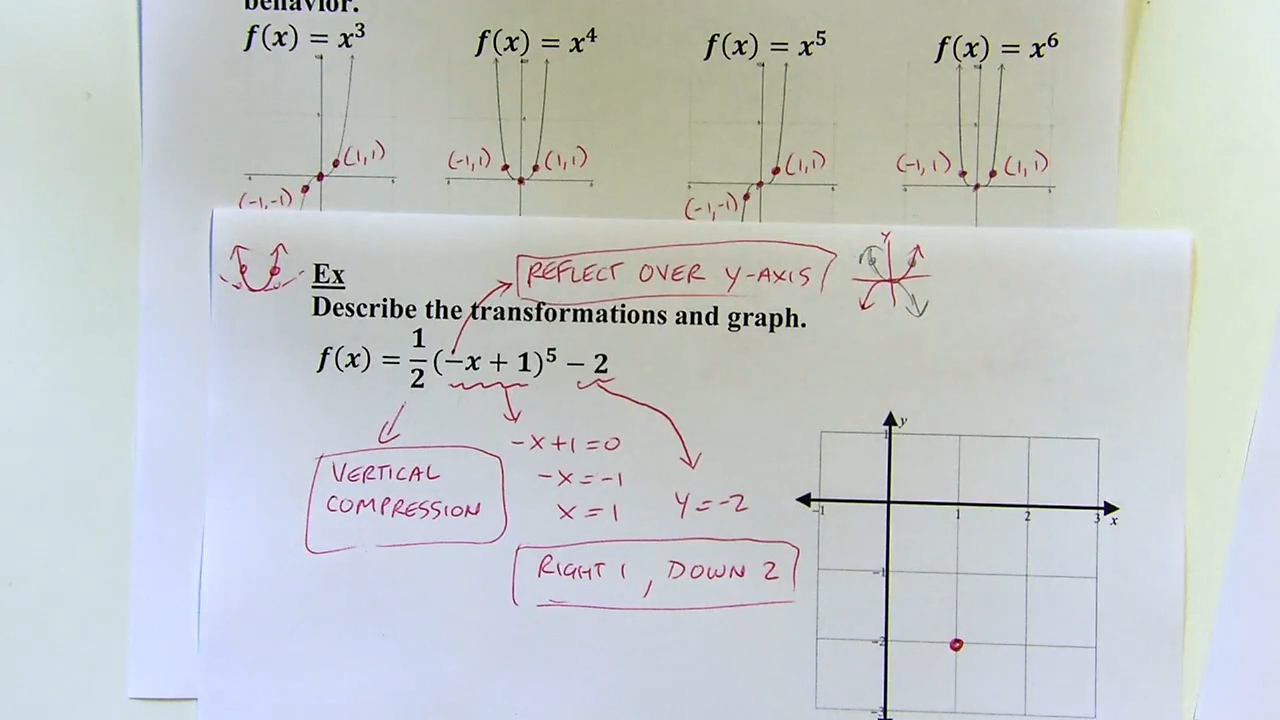 behavior.
f(x) = x³ f(x) = x⁴ f(x) = x⁵ f(x) = x⁶
(1,1) (-1,1) (1,1) (1,1) (-1,1) (1,1)
(-1,-1) (-1,-1)
Ex REFLECT OVER Y-AXIS Y
Describe the transformations and graph.
f(x) = 1/2(−x + 1)⁵ − 2
-X+1=0
VERTICAL -X=-1
COMPRESSION X=1 Y=-2
RIGHT 1, DOWN 2
y
1
-1 1 2 3 x
-1
-2
-3